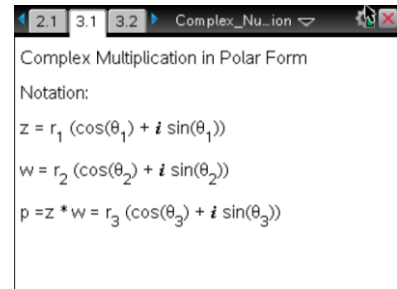 2.1 3.1 3.2 Complex_Nu...ion
Complex Multiplication in Polar Form
Notation:
z = r₁ (cos(θ₁) + i sin(θ₁))
w = r₂ (cos(θ₂) + i sin(θ₂))
p =z * w = r₃ (cos(θ₃) + i sin(θ₃))